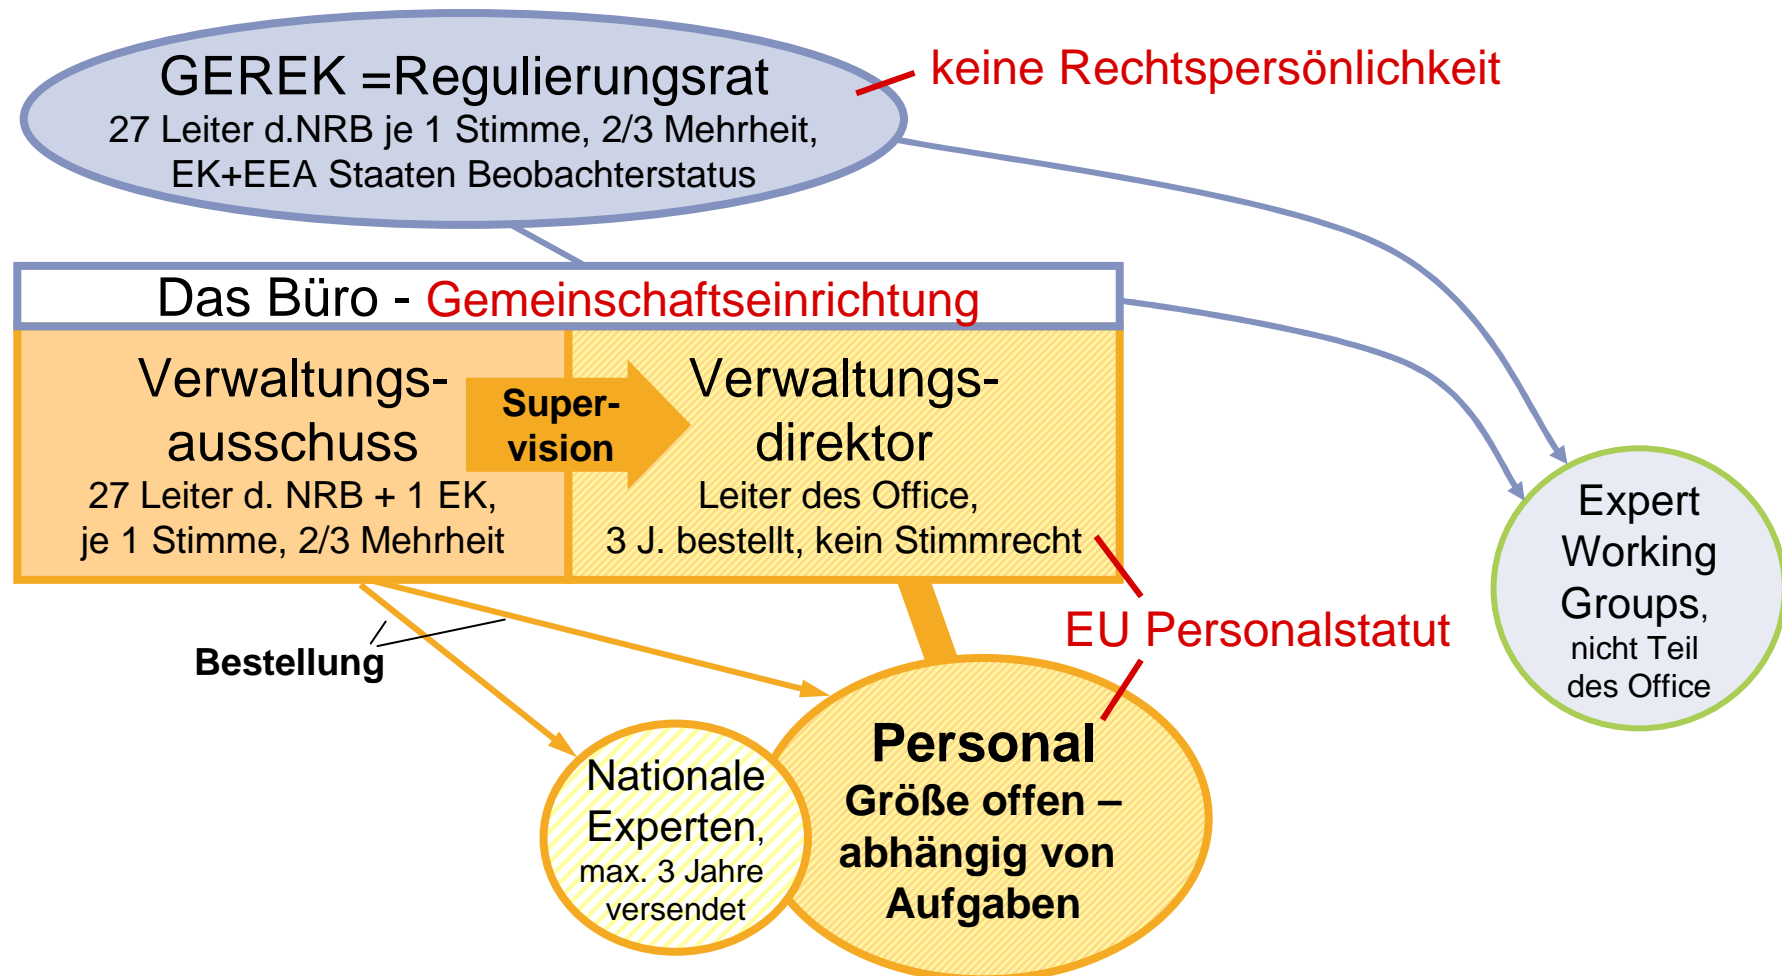 GEREK =Regulierungsrat
27 Leiter d.NRB je 1 Stimme, 2/3 Mehrheit,
EK+EEA Staaten Beobachterstatus
keine Rechtspersönlichkeit
Das Büro - Gemeinschaftseinrichtung
Verwaltungs-
ausschuss
27 Leiter d. NRB + 1 EK,
je 1 Stimme, 2/3 Mehrheit
Super-
vision
Verwaltungs-
direktor
Leiter des Office,
3 J. bestellt, kein Stimmrecht
Expert
Working
Groups,
nicht Teil
des Office
EU Personalstatut
Bestellung
Nationale
Experten,
max. 3 Jahre
versendet
Personal
Größe offen –
abhängig von
Aufgaben